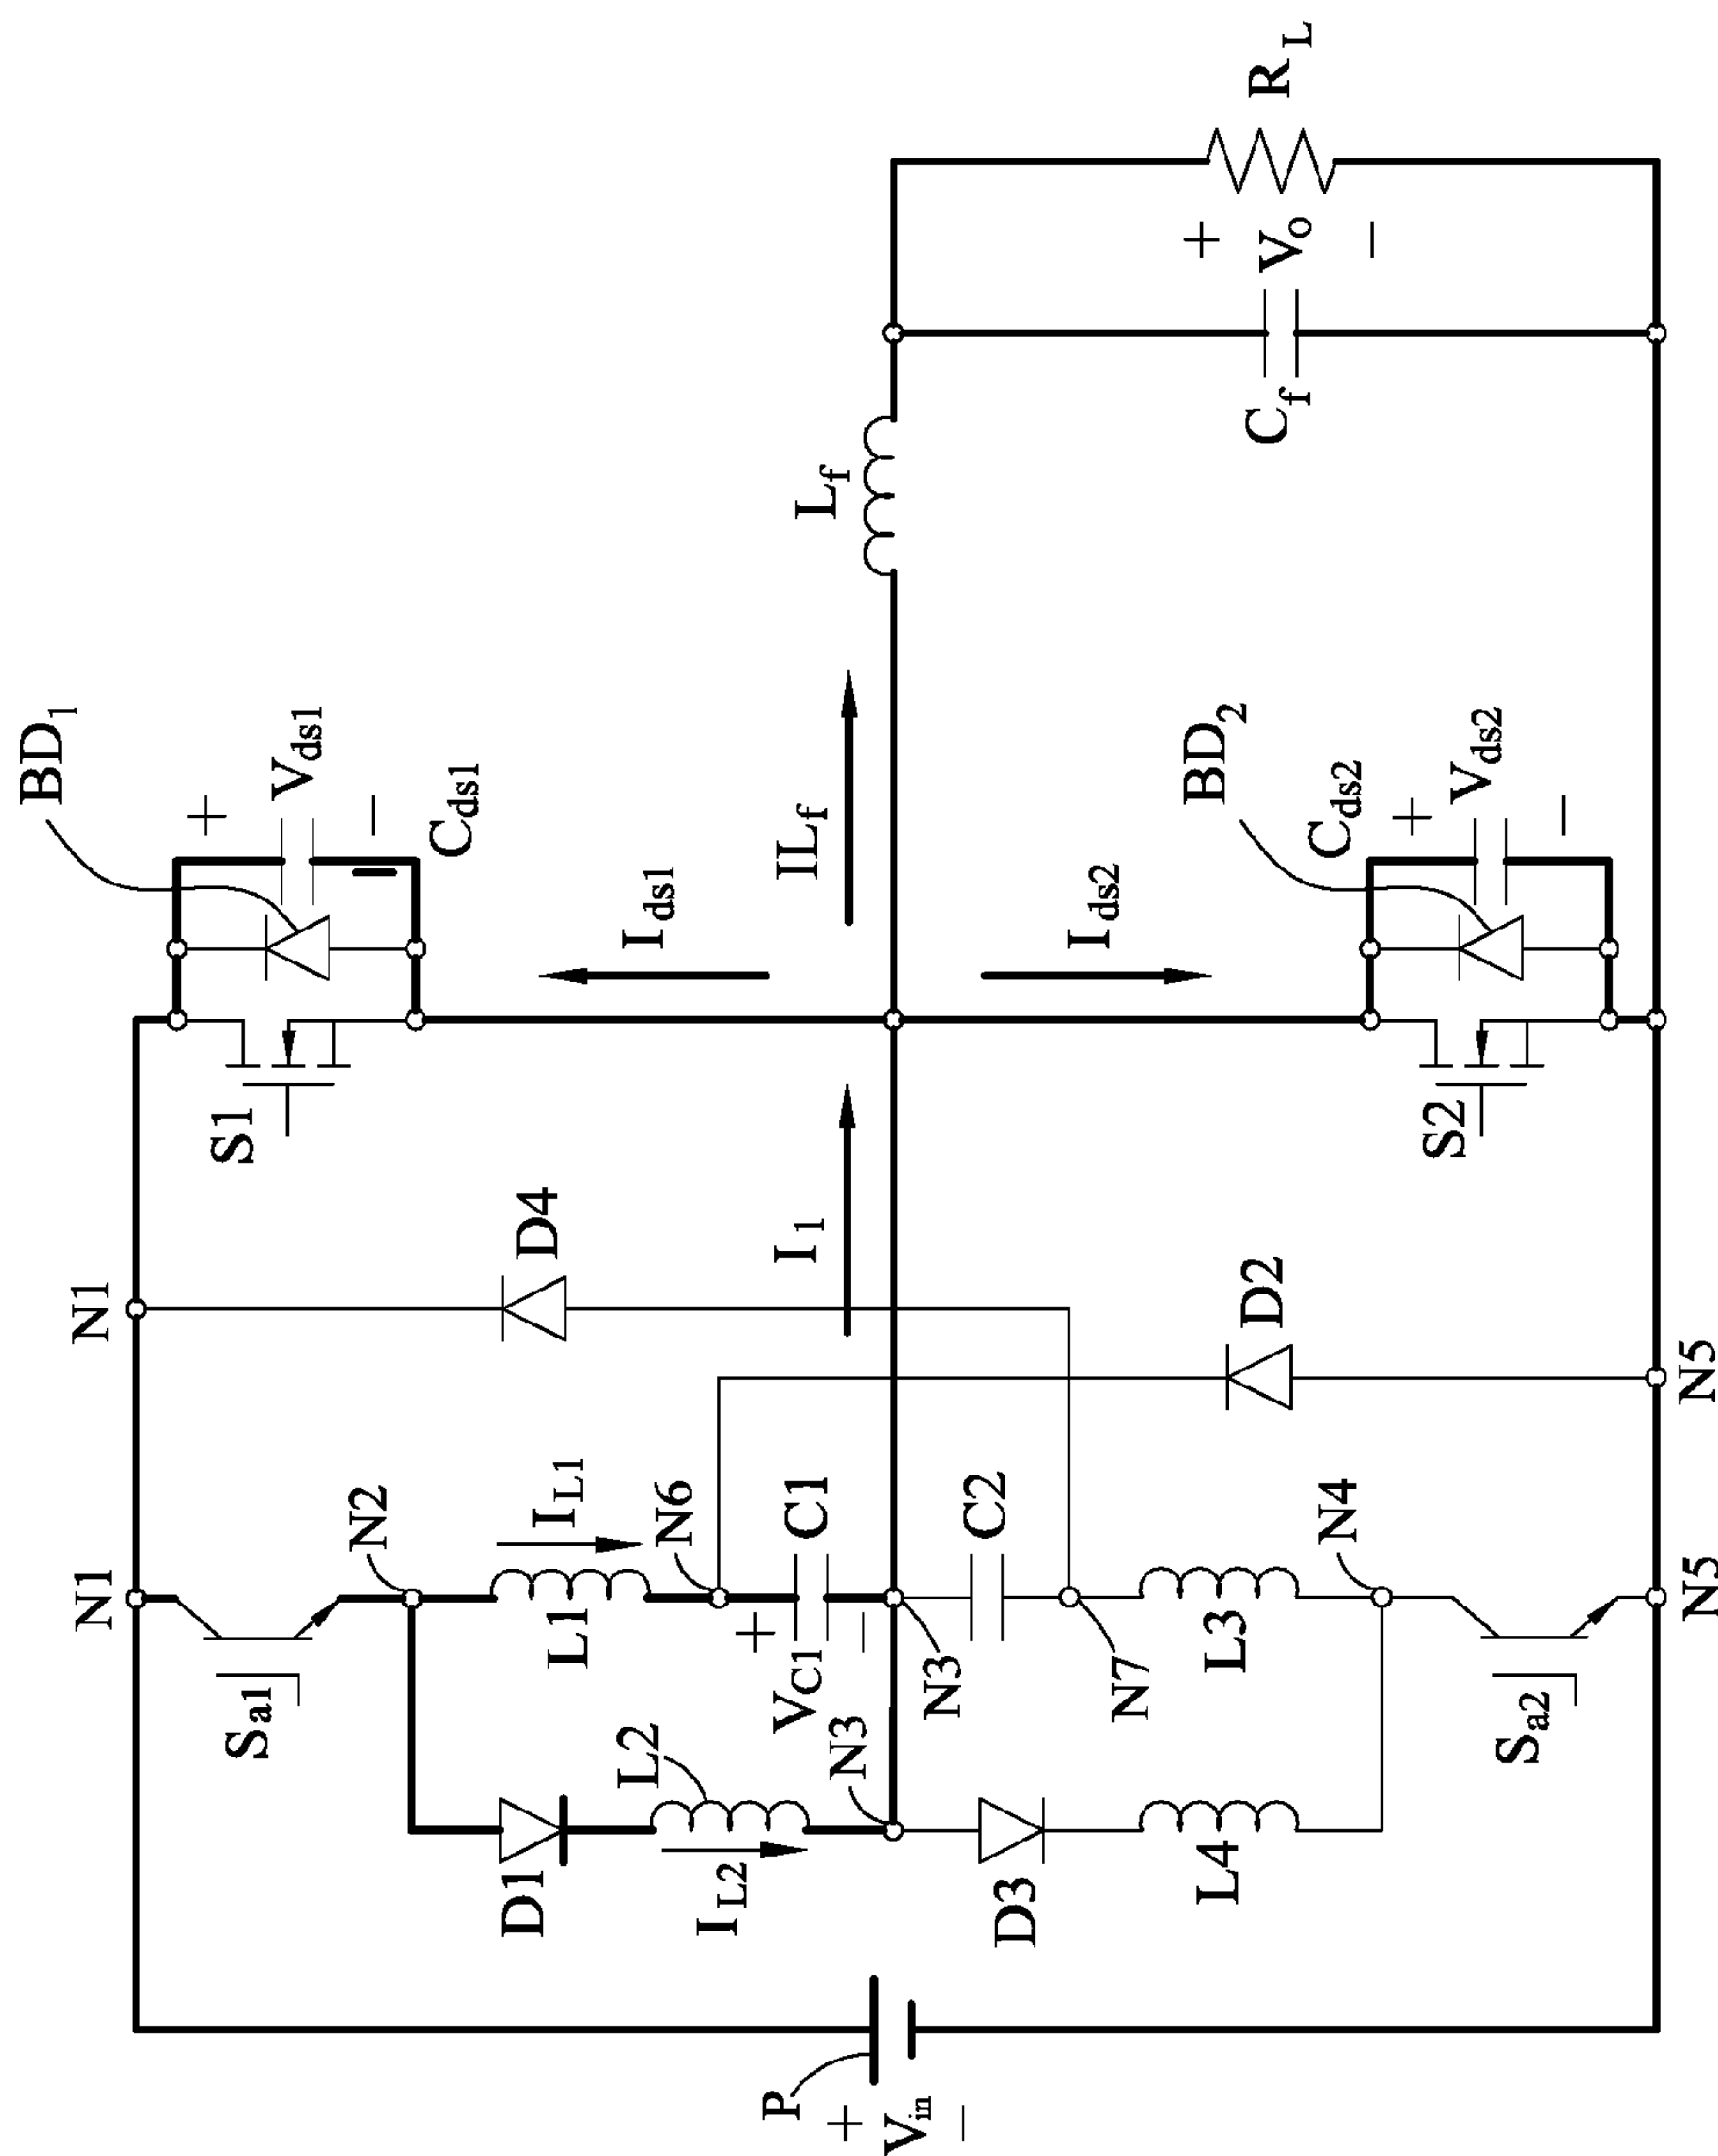 BD1
+
Vds1
−
Cds1
S1
N1
N1
D4
Sa1
N2
IL1
L1
N6
+
VC1
−
C1
D1
L2
IL2
N3
N3
I1
Ids1
ILf
Lf
Ids2
P
+
Vin
−
C2
N7
D3
L4
L3
N4
Sa2
D2
N5
N5
S2
BD2
Cds2
+
Vds2
−
Cf
+
Vo
−
RL